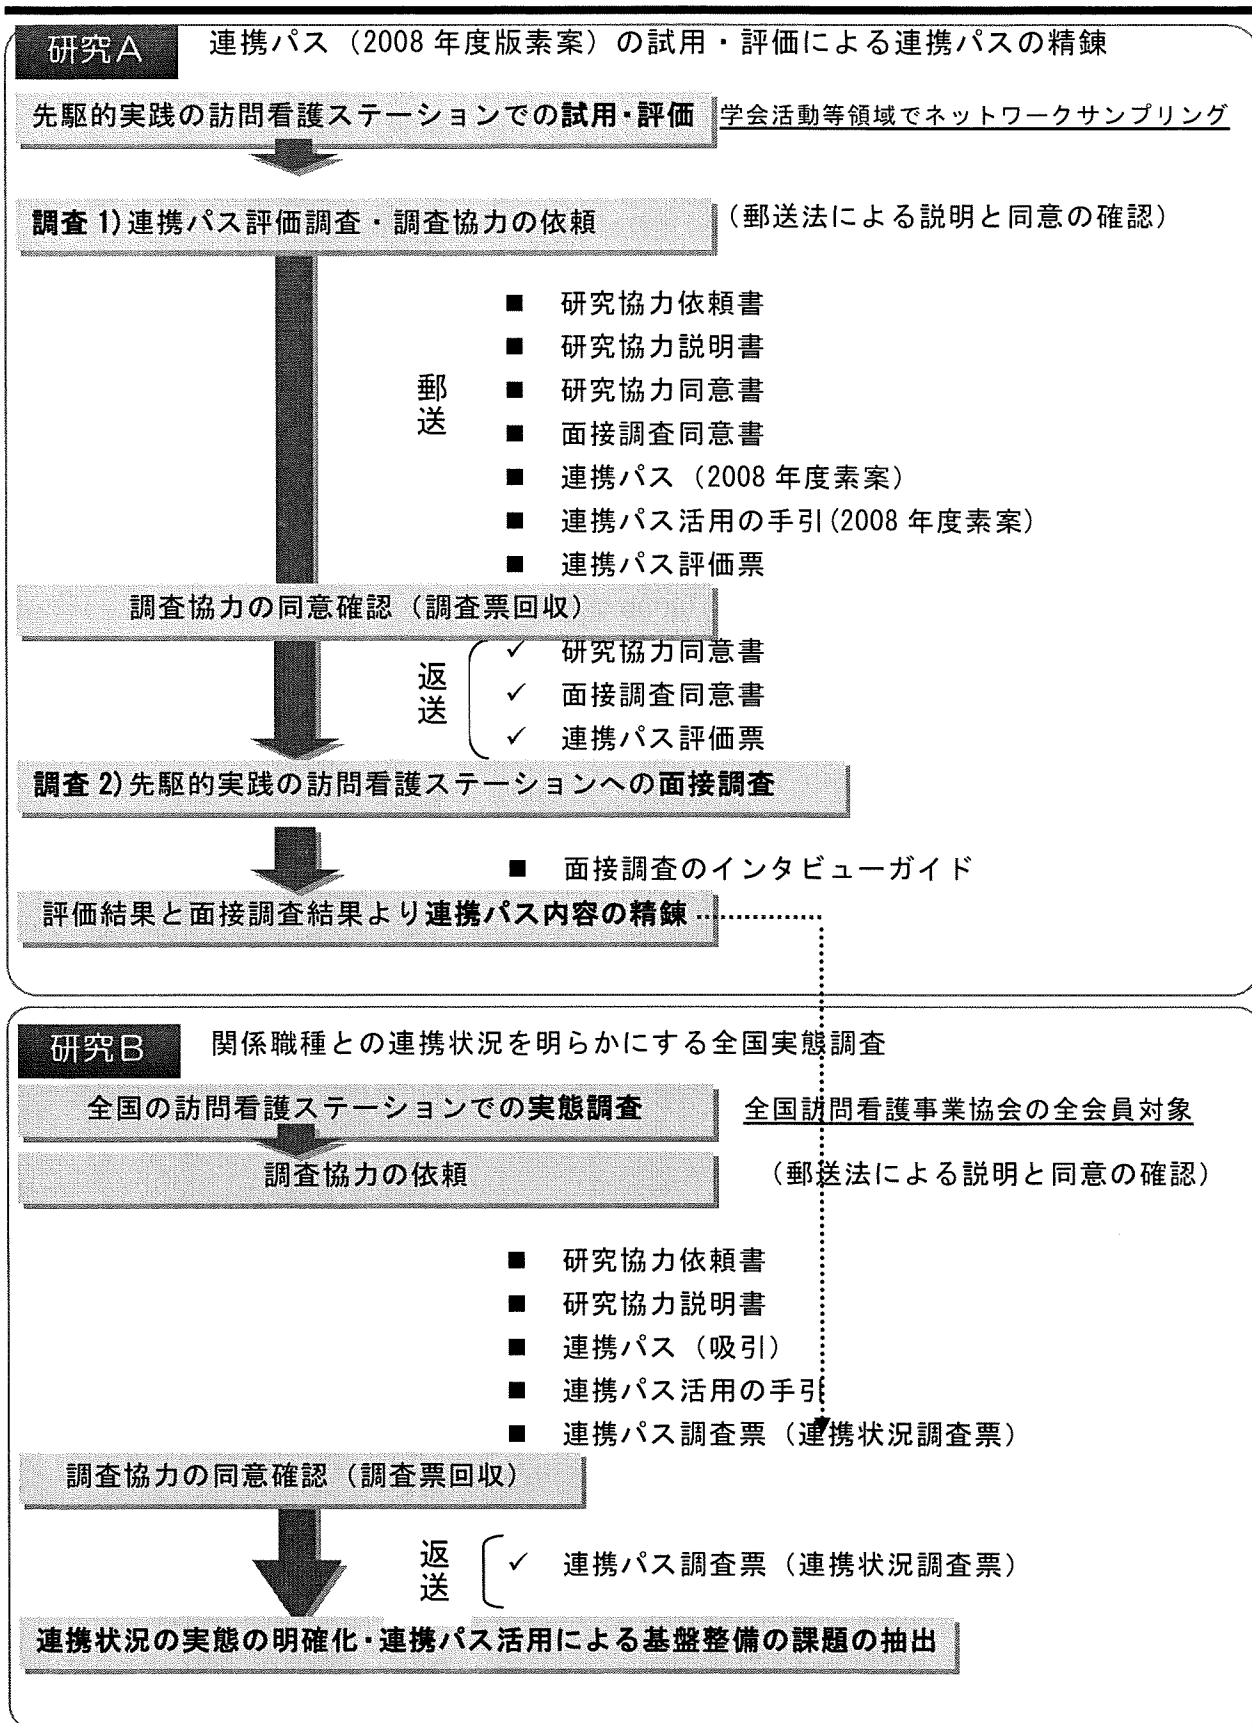 研究A 連携パス（2008 年度版素案）の試用・評価による連携パスの精錬
先駆的実践の訪問看護ステーションでの試用・評価 学会活動等領域でネットワークサンプリング
調査 1)連携パス評価調査・調査協力の依頼 （郵送法による説明と同意の確認）
■ 研究協力依頼書
■ 研究協力説明書
郵送
■ 研究協力同意書
■ 面接調査同意書
■ 連携パス（2008 年度素案）
■ 連携パス活用の手引(2008 年度素案)
■ 連携パス評価票
調査協力の同意確認（調査票回収）
返送
✓ 研究協力同意書
✓ 面接調査同意書
✓ 連携パス評価票
調査 2)先駆的実践の訪問看護ステーションへの面接調査
■ 面接調査のインタビューガイド
評価結果と面接調査結果より連携パス内容の精錬
研究B 関係職種との連携状況を明らかにする全国実態調査
全国の訪問看護ステーションでの実態調査 全国訪問看護事業協会の全会員対象
調査協力の依頼 （郵送法による説明と同意の確認）
■ 研究協力依頼書
■ 研究協力説明書
■ 連携パス（吸引）
■ 連携パス活用の手引
■ 連携パス調査票（連携状況調査票）
調査協力の同意確認（調査票回収）
返送
✓ 連携パス調査票（連携状況調査票）
連携状況の実態の明確化・連携パス活用による基盤整備の課題の抽出